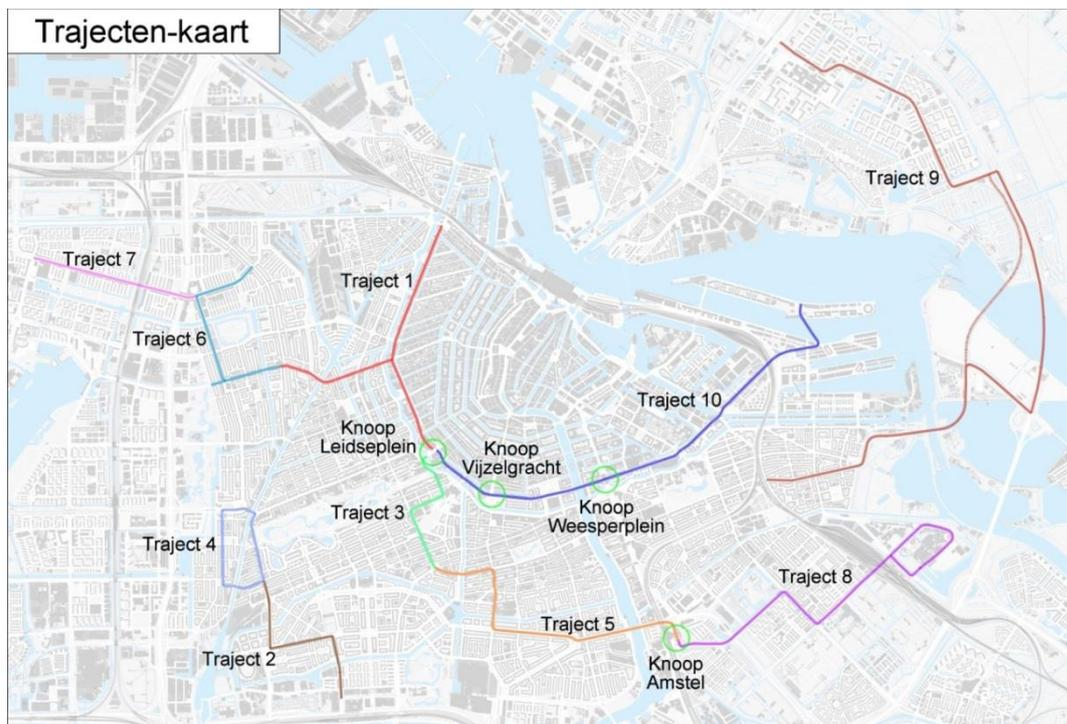 Trajecten-kaart
Traject 9
Traject 7
Traject 1
Traject 6
Traject 10
Knoop
Leidseplein
Knoop
Vijzelgracht
Knoop
Weesperplein
Traject 3
Traject 4
Traject 8
Traject 5
Traject 2
Knoop
Amstel